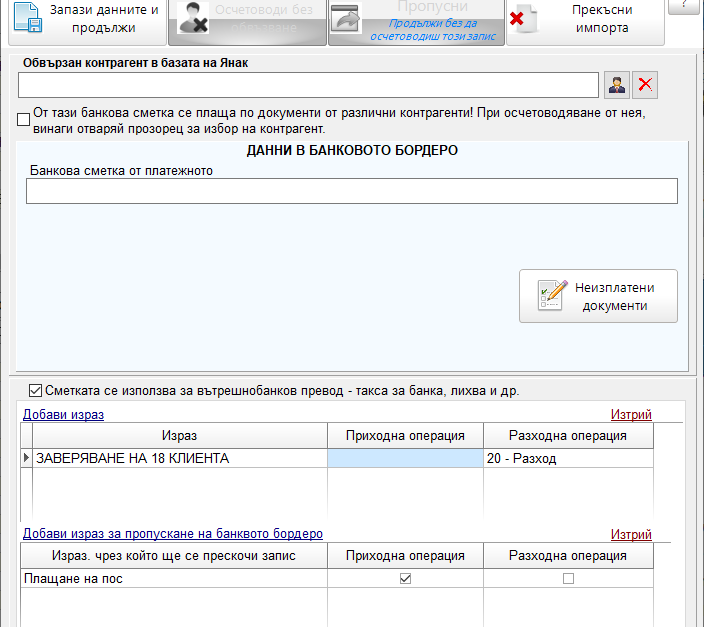 Запази данните и
продължи
Осчетоводи без
обвързване
Пропусни
Продължи без да
осчетоводиш този запис
Прекъсни
импорта
?
Обвързан контрагент в базата на Янак
От тази банкова сметка се плаща по документи от различни контрагенти! При осчетоводяване от нея,
винаги отваряй прозорец за избор на контрагент.
ДАННИ В БАНКОВОТО БОРДЕРО
Банкова сметка от платежното
Неизплатени
документи
Сметката се използва за вътрешнобанков превод - такса за банка, лихва и др.
Добави израз Изтрий
Израз Приходна операция Разходна операция
ЗАВЕРЯВАНЕ НА 18 КЛИЕНТА 20 - Разход
Добави израз за пропускане на банквото бордеро Изтрий
Израз. чрез който ще се прескочи запис Приходна операция Разходна операция
Плащане на пос